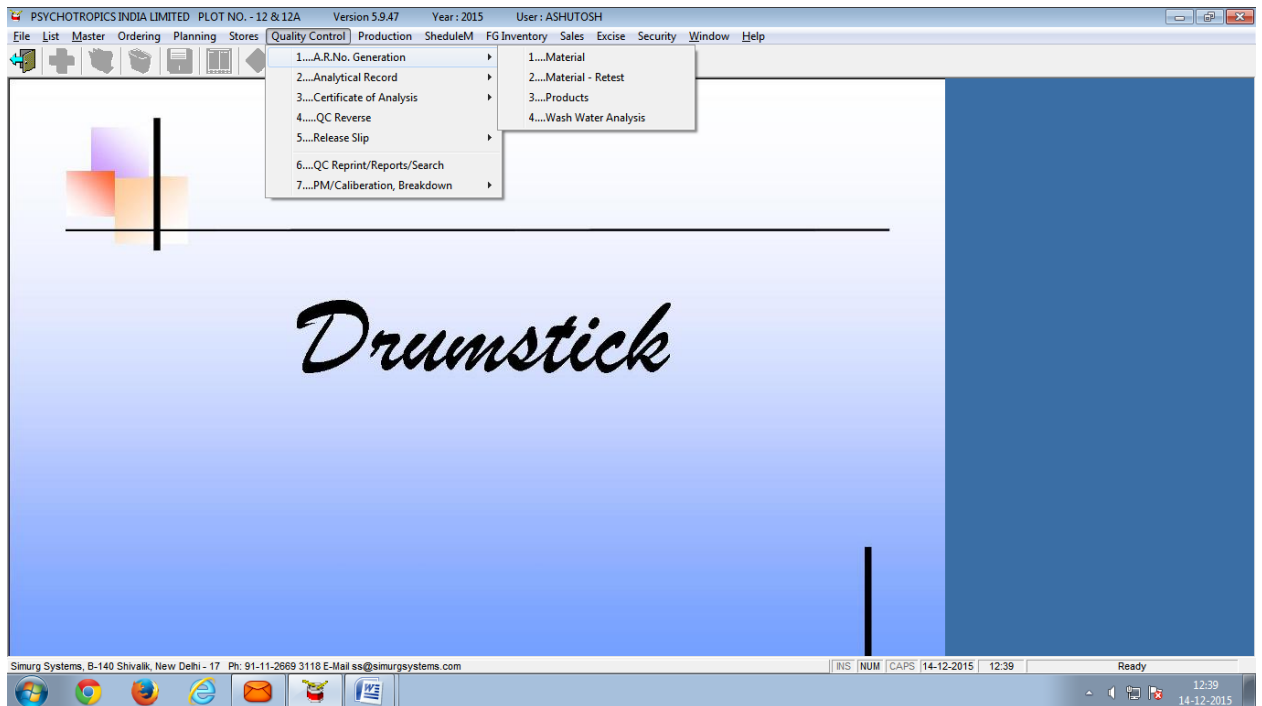 PSYCHOTROPICS INDIA LIMITED PLOT NO. - 12 & 12A Version 5.9.47 Year : 2015 User : ASHUTOSH
File List Master Ordering Planning Stores Quality Control Production SheduleM FG Inventory Sales Excise Security Window Help
1....A.R.No. Generation
2....Analytical Record
3....Certificate of Analysis
4.....QC Reverse
5....Release Slip
6....QC Reprint/Reports/Search
7....PM/Caliberation, Breakdown
1....Material
2....Material - Retest
3....Products
4....Wash Water Analysis
Drumstick
Simurg Systems, B-140 Shivalik, New Delhi - 17 Ph: 91-11-2669 3118 E-Mail ss@simurgsystems.com INS NUM CAPS 14-12-2015 12:39 Ready
12:39
14-12-2015